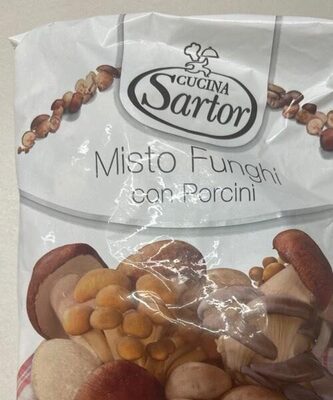 CUCINA
Sartor
Misto Funghi
con Porcini